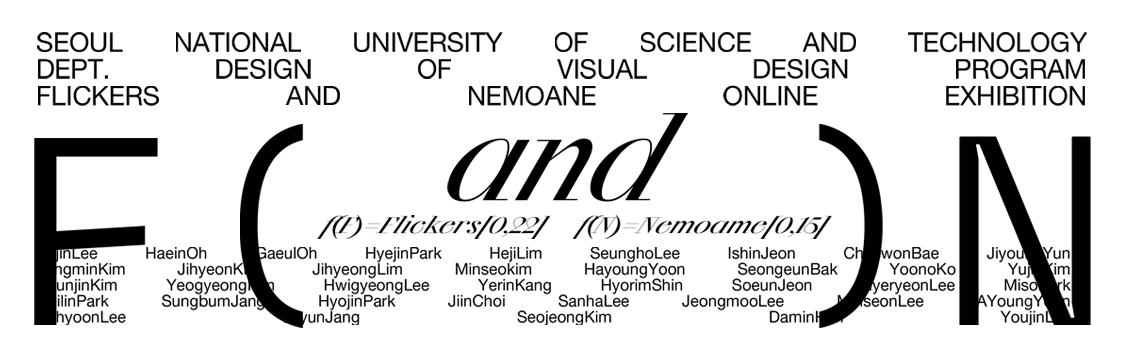 SEOUL NATIONAL UNIVERSITY OF SCIENCE AND TECHNOLOGY
DEPT. DESIGN OF VISUAL DESIGN PROGRAM
FLICKERS AND NEMOANE ONLINE EXHIBITION
F ( and ) N
f(F)=Flickers[0,22] f(N)=Nemoame[0,15]
HaeinOh GaeulOh HyejinPark HejiLim SeunghoLee IshinJeon
JihyeongLim Minseokim HayoungYoon SeongeunBak YoonoKo
HwigyeongLee YerinKang HyorimShin SoeunJeon
SungbumJang HyojinPark JiinChoi SanhaLee JeongmooLee
SeojeongKim